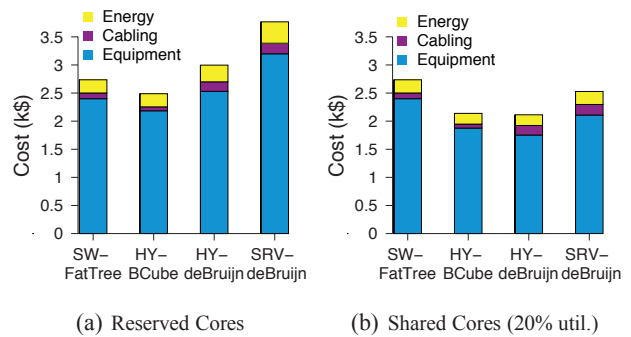 Energy
Cabling
Equipment
Cost (k$)
3.5
3
2.5
2
1.5
1
0.5
0
SW– HY– HY– SRV–
FatTree BCube deBruijn deBruijn
(a) Reserved Cores
Energy
Cabling
Equipment
Cost (k$)
3.5
3
2.5
2
1.5
1
0.5
0
SW– HY– HY– SRV–
FatTree BCube deBruijn deBruijn
(b) Shared Cores (20% util.)